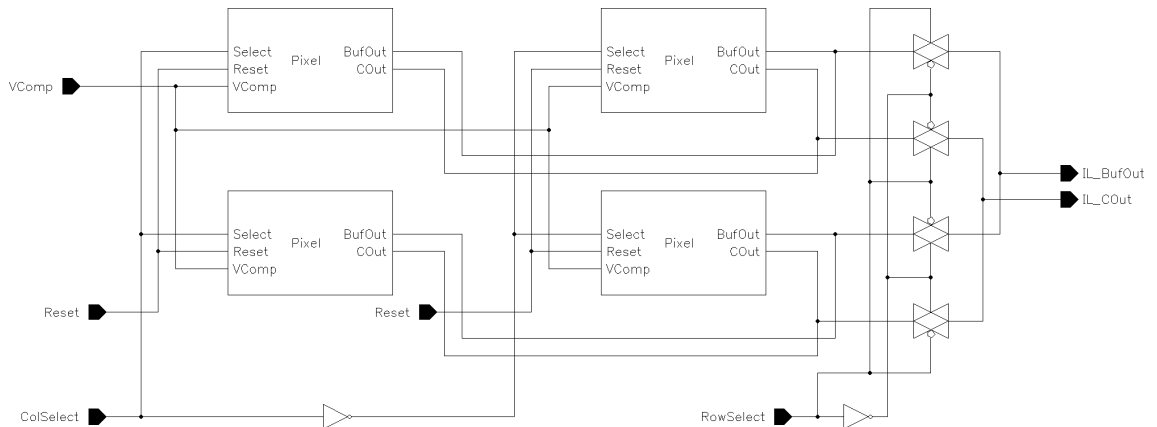 Select BufOut
Reset Pixel COut
VComp
Select BufOut
Reset Pixel COut
VComp
VComp
IL_BufOut
IL_COut
Select BufOut
Reset Pixel COut
VComp
Select BufOut
Reset Pixel COut
VComp
Reset
Reset
ColSelect
RowSelect